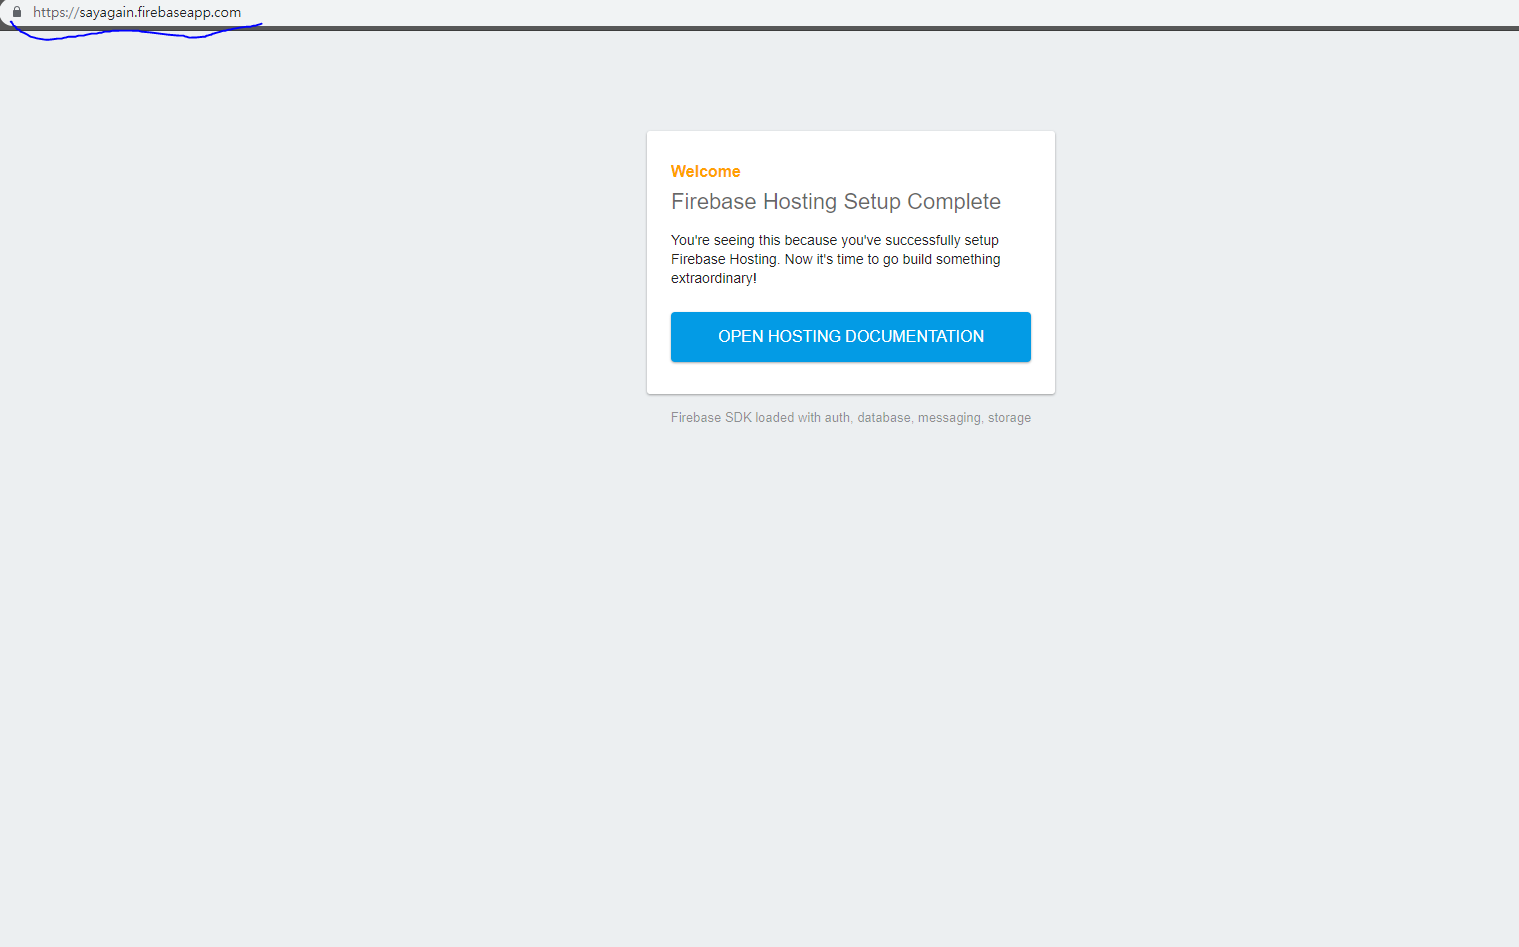 https://sayagain.firebaseapp.com
Welcome
Firebase Hosting Setup Complete
You're seeing this because you've successfully setup
Firebase Hosting. Now it's time to go build something
extraordinary!
OPEN HOSTING DOCUMENTATION
Firebase SDK loaded with auth, database, messaging, storage